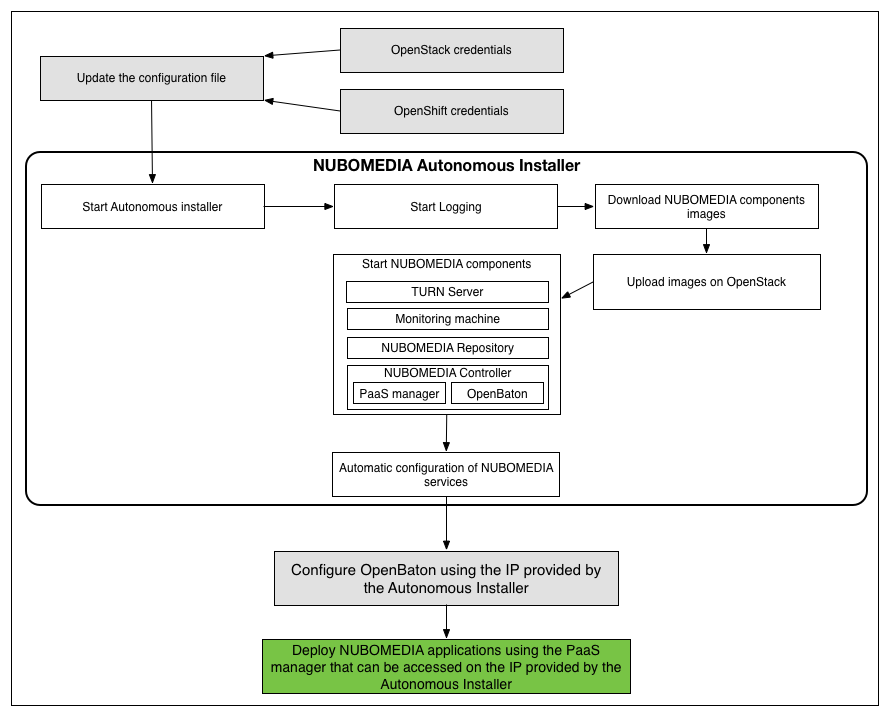 OpenStack credentials
Update the configuration file
OpenShift credentials
NUBOMEDIA Autonomous Installer
Start Autonomous installer
Start Logging
Download NUBOMEDIA components
images
Upload images on OpenStack
Start NUBOMEDIA components
TURN Server
Monitoring machine
NUBOMEDIA Repository
NUBOMEDIA Controller
PaaS manager
OpenBaton
Automatic configuration of NUBOMEDIA
services
Configure OpenBaton using the IP provided by
the Autonomous Installer
Deploy NUBOMEDIA applications using the PaaS
manager that can be accessed on the IP provided by the
Autonomous Installer